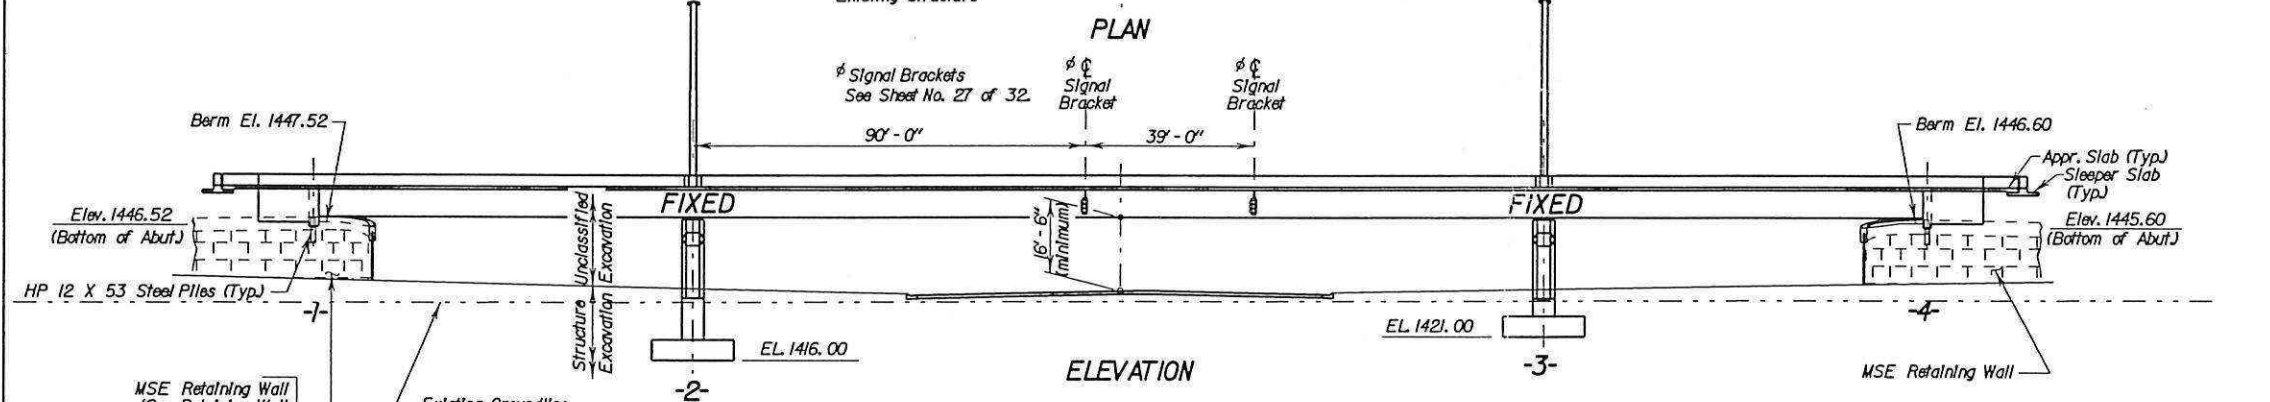 PLAN
¢ Signal Brackets
See Sheet No. 27 of 32.
¢ ℄
Signal
Bracket
¢ ℄
Signal
Bracket
Berm El. 1447.52
90'-0"
39'-0"
Berm El. 1446.60
Appr. Slab (Typ.)
Sleeper Slab
(Typ.)
FIXED
FIXED
Elev. 1446.52
(Bottom of Abut.)
Unclassified
Excavation
16'-6"
(minimum)
Elev. 1445.60
(Bottom of Abut.)
HP 12 X 53 Steel Piles (Typ.)
-1-
Structure
Excavation
EL. 1416.00
EL. 1421.00
-4-
ELEVATION
-2-
-3-
MSE Retaining Wall
MSE Retaining Wall